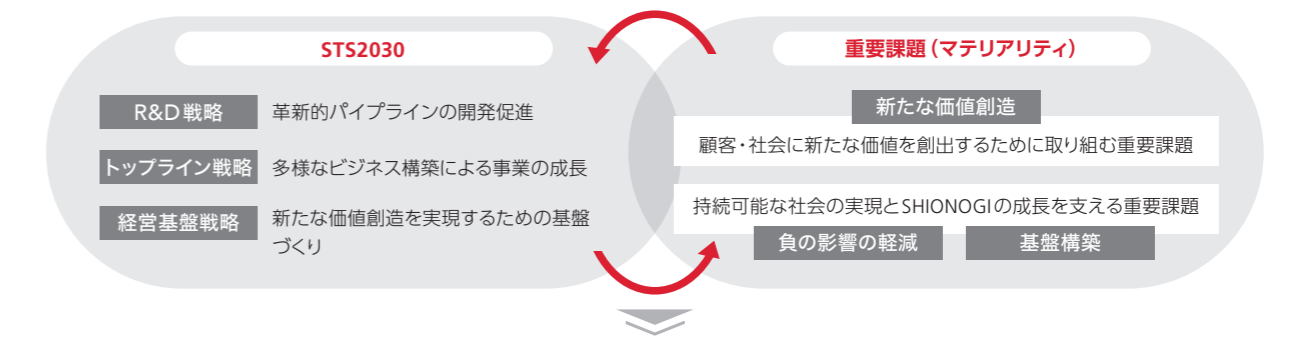 STS2030
R&D戦略
革新的パイプラインの開発促進
トップライン戦略
多様なビジネス構築による事業の成長
経営基盤戦略
新たな価値創造を実現するための基盤
づくり
重要課題(マテリアリティ)
新たな価値創造
顧客・社会に新たな価値を創出するために取り組む重要課題
持続可能な社会の実現とSHIONOGIの成長を支える重要課題
負の影響の軽減
基盤構築